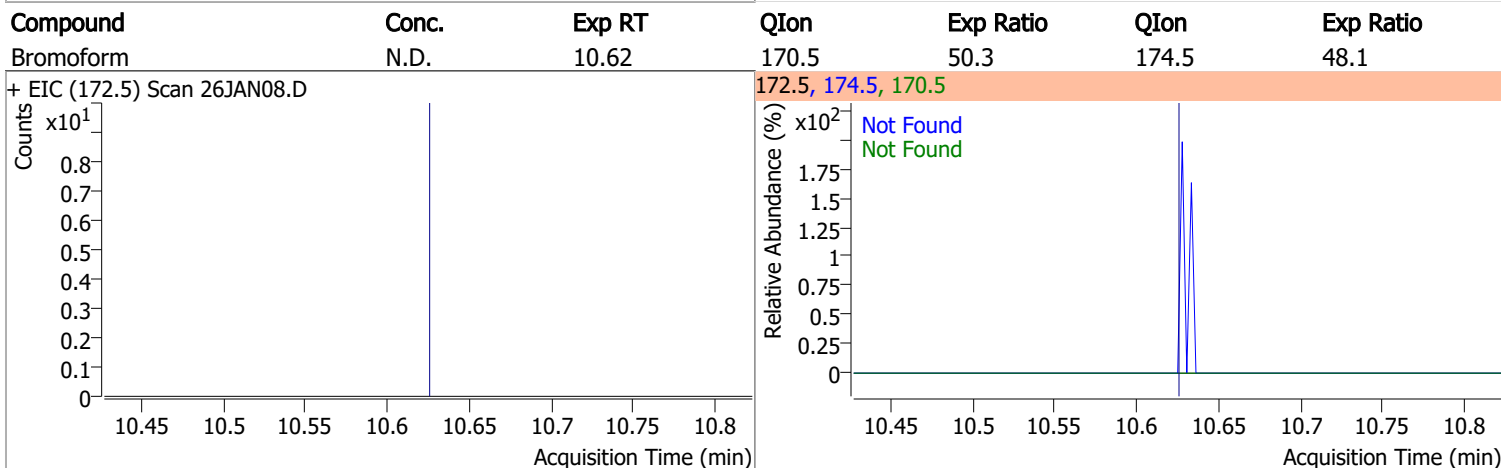 Compound Conc. Exp RT QIon Exp Ratio QIon Exp Ratio
Bromoform N.D. 10.62 170.5 50.3 174.5 48.1
+ EIC (172.5) Scan 26JAN08.D
Counts
x10¹
0.8
0.7
0.6
0.5
0.4
0.3
0.2
0.1
0
10.45 10.5 10.55 10.6 10.65 10.7 10.75 10.8
Acquisition Time (min)
172.5, 174.5, 170.5
Relative Abundance (%)
x10²
Not Found
Not Found
1.75
1.5
1.25
1
0.75
0.5
0.25
0
10.45 10.5 10.55 10.6 10.65 10.7 10.75 10.8
Acquisition Time (min)